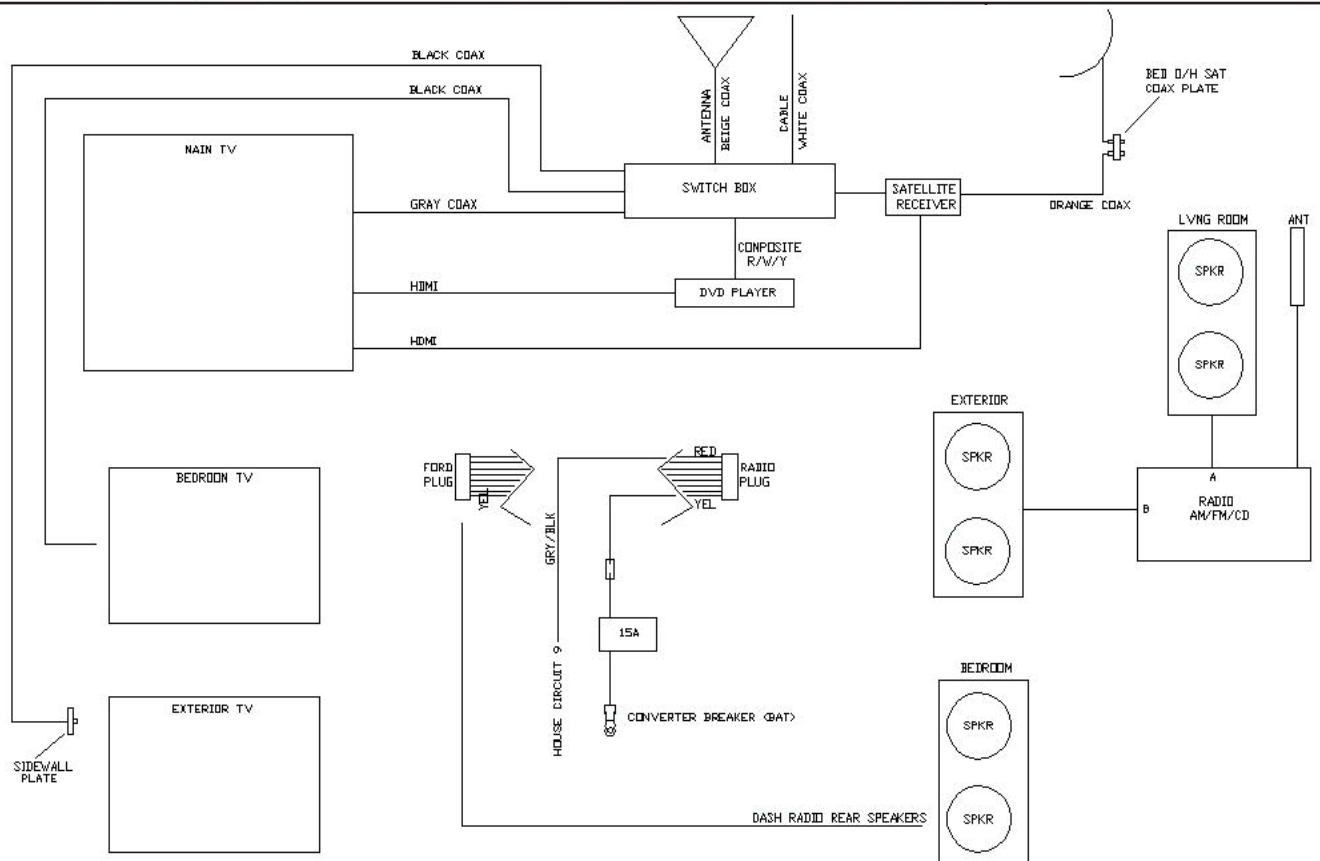 BLACK COAX
BLACK COAX
ANTENNA
BEIGE COAX
CABLE
WHITE COAX
BED O/H SAT
COAX PLATE
NAIN TV
SWITCH BOX
SATELLITE
RECEIVER
GRAY COAX
ORANGE COAX
LVNG ROOM
ANT
CONPOSITE
R/W/Y
SPKR
HDMI
DVD PLAYER
HDMI
SPKR
EXTERIOR
FORD
PLUG
YEL
RED
RADIO
PLUG
YEL
SPKR
BEDROON TV
A
B
RADIO
AM/FM/CD
GRY/BLK
SPKR
15A
HOUSE CIRCUIT 9
BEDROOM
EXTERIOR TV
CONVERTER BREAKER (BAT)
SPKR
SIDEWALL
PLATE
DASH RADIO REAR SPEAKERS
SPKR